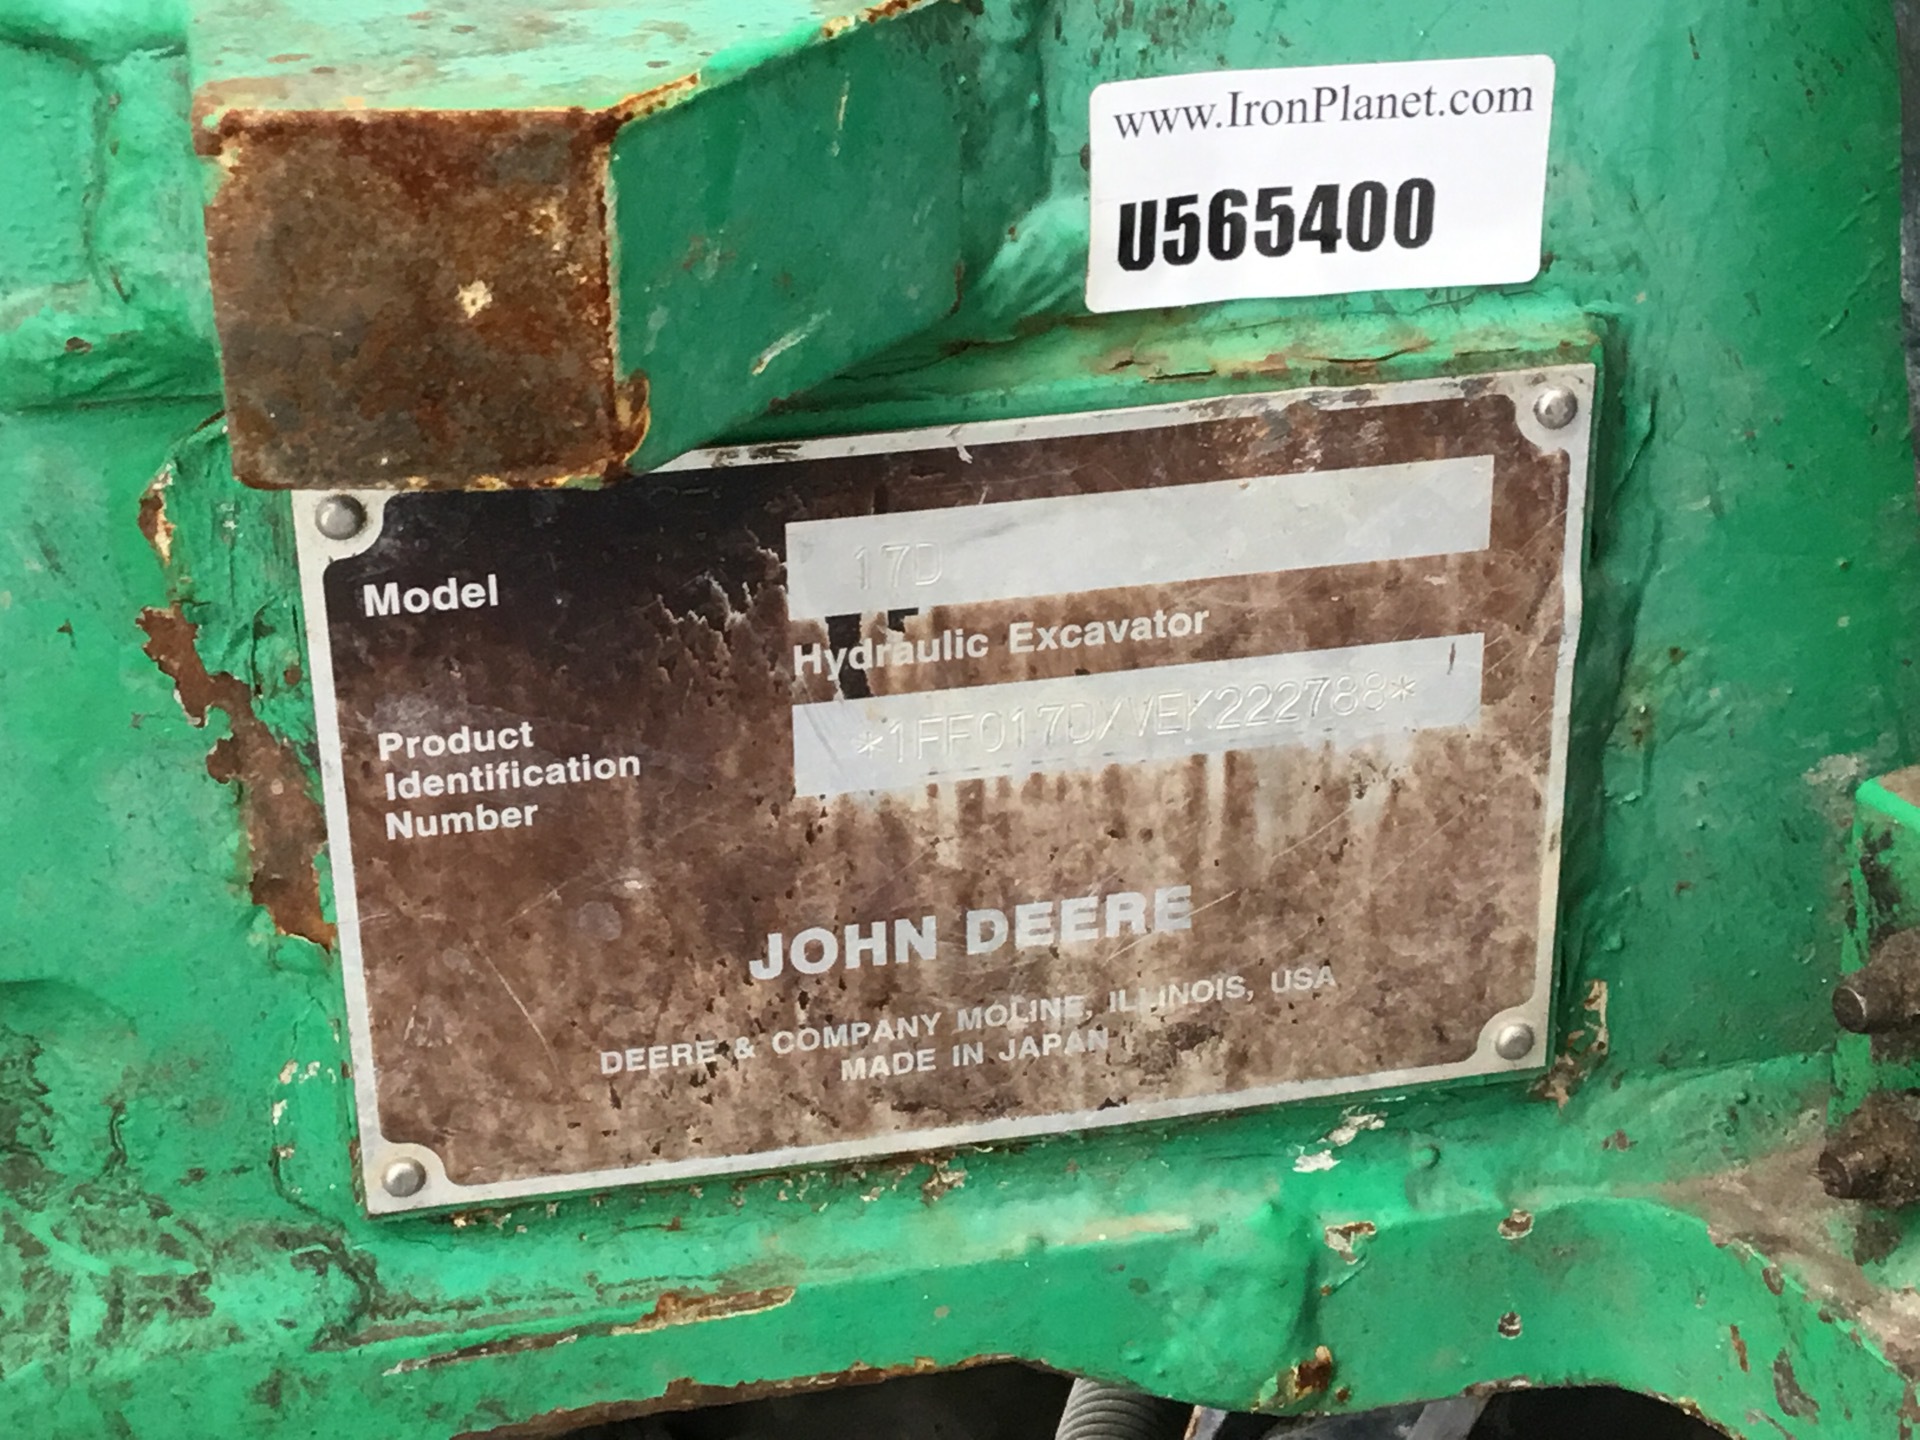 www.IronPlanet.com
U565400
Model
17D
Hydraulic Excavator
Product
Identification
Number
*1FF017DXVEK222788*
JOHN DEERE
DEERE & COMPANY MOLINE, ILLINOIS, USA
MADE IN JAPAN